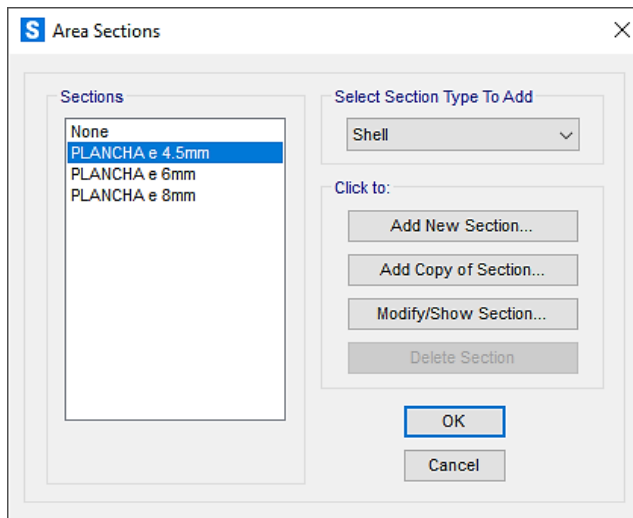 S Area Sections
Sections
None
PLANCHA e 4.5mm
PLANCHA e 6mm
PLANCHA e 8mm
Select Section Type To Add
Shell
Click to:
Add New Section...
Add Copy of Section...
Modify/Show Section...
Delete Section
OK
Cancel